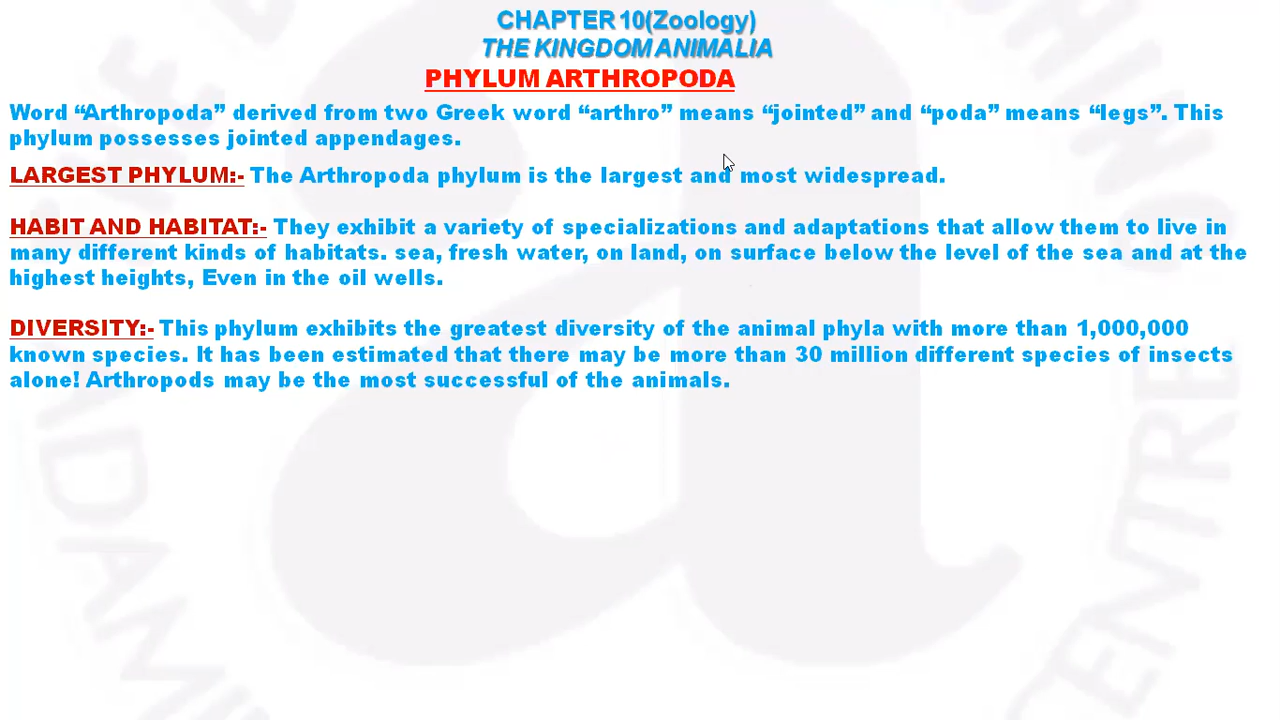 CHAPTER 10(Zoology)
THE KINGDOM ANIMALIA
PHYLUM ARTHROPODA
Word “Arthropoda” derived from two Greek word “arthro” means “jointed” and “poda” means “legs”. This
phylum possesses jointed appendages.
LARGEST PHYLUM:- The Arthropoda phylum is the largest and most widespread.
HABIT AND HABITAT:- They exhibit a variety of specializations and adaptations that allow them to live in
many different kinds of habitats. sea, fresh water, on land, on surface below the level of the sea and at the
highest heights, Even in the oil wells.
DIVERSITY:- This phylum exhibits the greatest diversity of the animal phyla with more than 1,000,000
known species. It has been estimated that there may be more than 30 million different species of insects
alone! Arthropods may be the most successful of the animals.